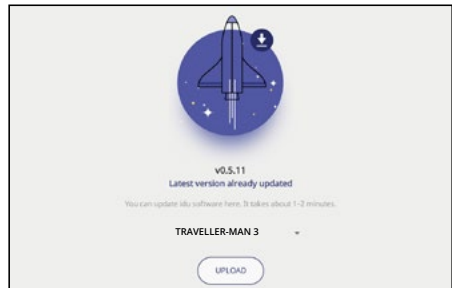 v0.5.11
Latest version already updated
You can update idu software here. It takes about 1-2 minutes.
TRAVELLER-MAN 3
UPLOAD